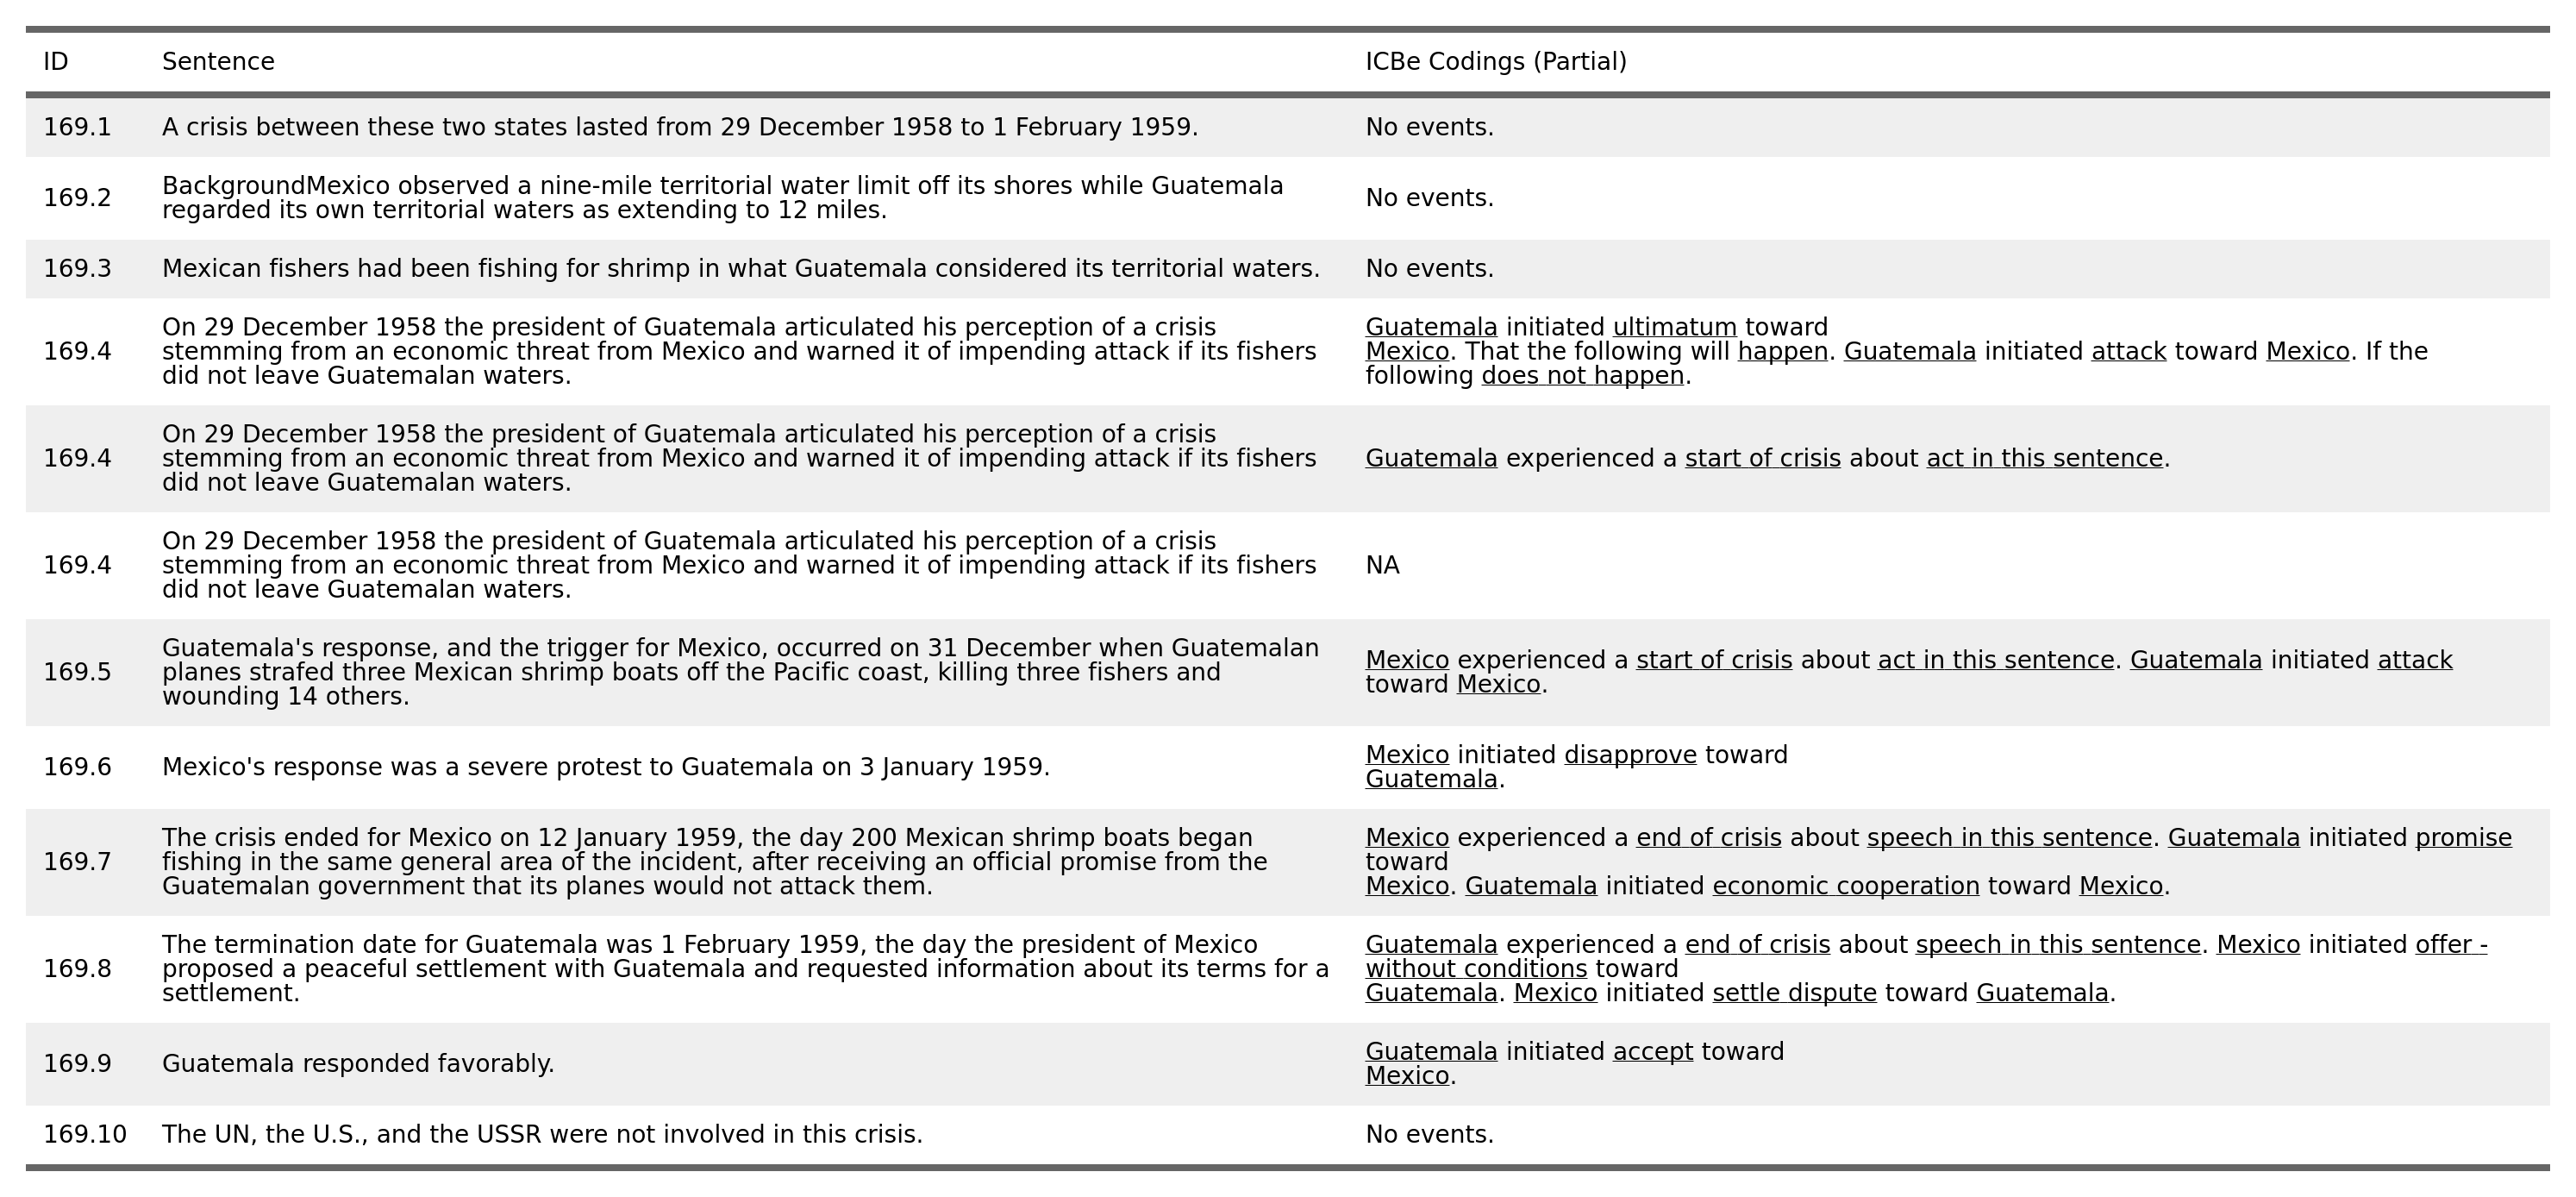 ID Sentence ICBe Codings (Partial)
169.1 A crisis between these two states lasted from 29 December 1958 to 1 February 1959. No events.
169.2 BackgroundMexico observed a nine-mile territorial water limit off its shores while Guatemala
regarded its own territorial waters as extending to 12 miles.
No events.
169.3 Mexican fishers had been fishing for shrimp in what Guatemala considered its territorial waters. No events.
169.4
On 29 December 1958 the president of Guatemala articulated his perception of a crisis
stemming from an economic threat from Mexico and warned it of impending attack if its fishers
did not leave Guatemalan waters.
Guatemala initiated ultimatum toward
Mexico. That the following will happen. Guatemala initiated attack toward Mexico. If the
following does not happen.
169.4
On 29 December 1958 the president of Guatemala articulated his perception of a crisis
stemming from an economic threat from Mexico and warned it of impending attack if its fishers
did not leave Guatemalan waters.
Guatemala experienced a start of crisis about act in this sentence.
169.4
On 29 December 1958 the president of Guatemala articulated his perception of a crisis
stemming from an economic threat from Mexico and warned it of impending attack if its fishers
did not leave Guatemalan waters.
NA
169.5
Guatemala's response, and the trigger for Mexico, occurred on 31 December when Guatemalan
planes strafed three Mexican shrimp boats off the Pacific coast, killing three fishers and
wounding 14 others.
Mexico experienced a start of crisis about act in this sentence. Guatemala initiated attack
toward Mexico.
169.6 Mexico's response was a severe protest to Guatemala on 3 January 1959.
Mexico initiated disapprove toward
Guatemala.
169.7
The crisis ended for Mexico on 12 January 1959, the day 200 Mexican shrimp boats began
fishing in the same general area of the incident, after receiving an official promise from the
Guatemalan government that its planes would not attack them.
Mexico experienced a end of crisis about speech in this sentence. Guatemala initiated promise
toward
Mexico. Guatemala initiated economic cooperation toward Mexico.
169.8
The termination date for Guatemala was 1 February 1959, the day the president of Mexico
proposed a peaceful settlement with Guatemala and requested information about its terms for a
settlement.
Guatemala experienced a end of crisis about speech in this sentence. Mexico initiated offer -
without conditions toward
Guatemala. Mexico initiated settle dispute toward Guatemala.
169.9 Guatemala responded favorably.
Guatemala initiated accept toward
Mexico.
169.10 The UN, the U.S., and the USSR were not involved in this crisis. No events.